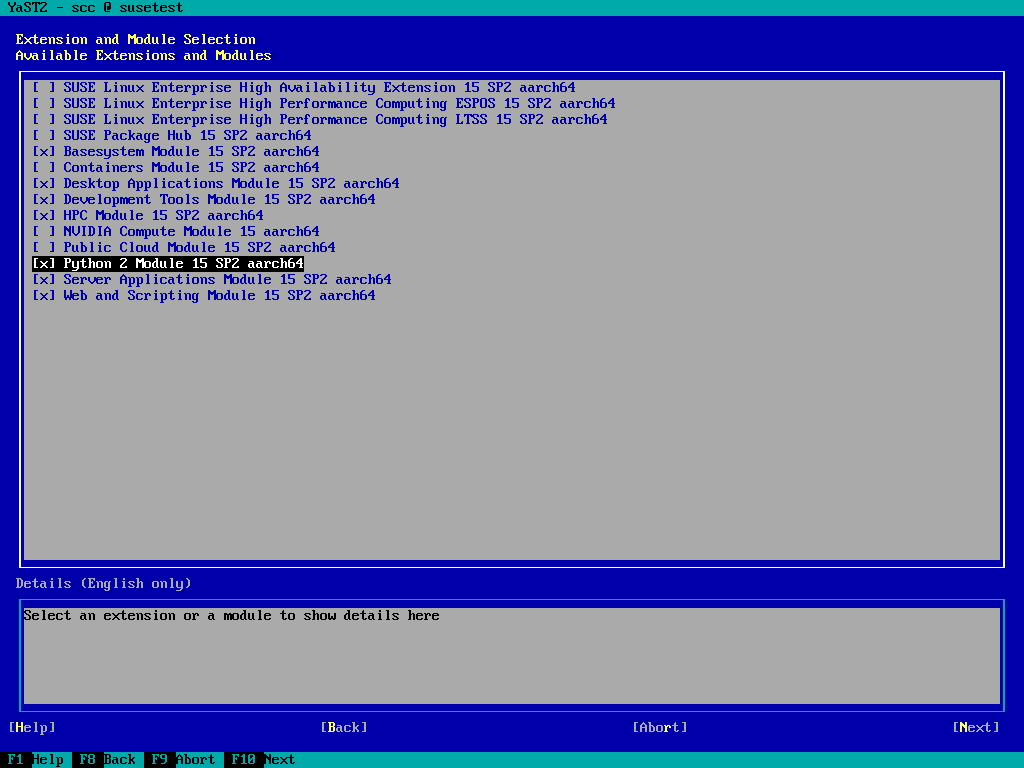 YaST2 - scc @ susetest
Extension and Module Selection
Available Extensions and Modules
[ ] SUSE Linux Enterprise High Availability Extension 15 SP2 aarch64
[ ] SUSE Linux Enterprise High Performance Computing ESPOS 15 SP2 aarch64
[ ] SUSE Linux Enterprise High Performance Computing LTSS 15 SP2 aarch64
[ ] SUSE Package Hub 15 SP2 aarch64
[x] Basesystem Module 15 SP2 aarch64
[ ] Containers Module 15 SP2 aarch64
[x] Desktop Applications Module 15 SP2 aarch64
[x] Development Tools Module 15 SP2 aarch64
[x] HPC Module 15 SP2 aarch64
[ ] NVIDIA Compute Module 15 SP2 aarch64
[ ] Public Cloud Module 15 SP2 aarch64
[x] Python 2 Module 15 SP2 aarch64
[x] Server Applications Module 15 SP2 aarch64
[x] Web and Scripting Module 15 SP2 aarch64
Details (English only)
Select an extension or a module to show details here
[Help] [Back] [Abort] [Next]
F1 Help F8 Back F9 Abort F10 Next